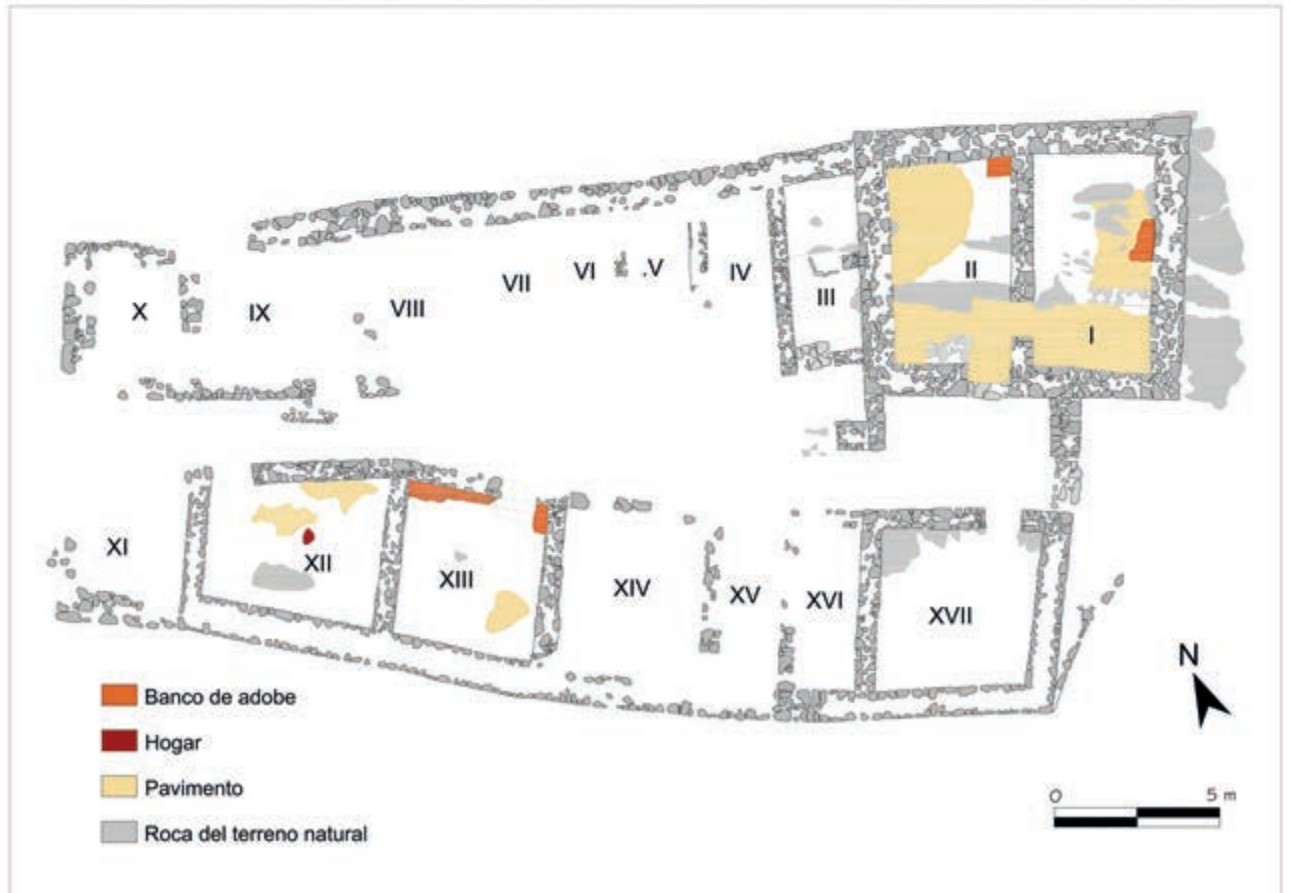 I
II
III
IV
.V
VI
VII
VIII
IX
X
XI
XII
XIII
XIV
XV
XVI
XVII
N
Banco de adobe
Hogar
Pavimento
Roca del terreno natural
0 5 m